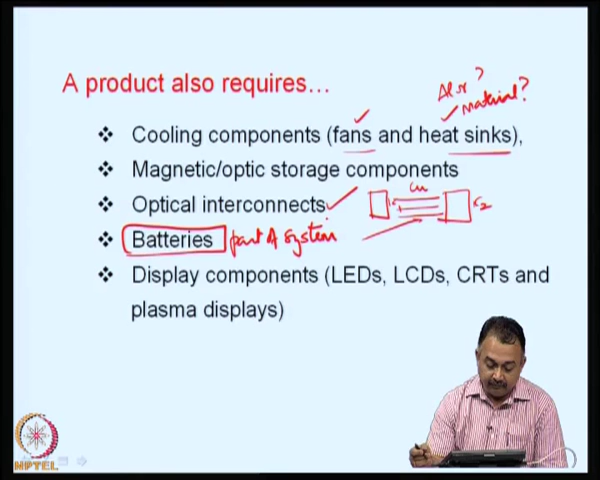 A product also requires...
Al or ?
Material?
❖ Cooling components (fans and heat sinks),
❖ Magnetic/optic storage components
❖ Optical interconnects
Cu
❖ Batteries part of system
❖ Display components (LEDs, LCDs, CRTs and
plasma displays)
NPTEL